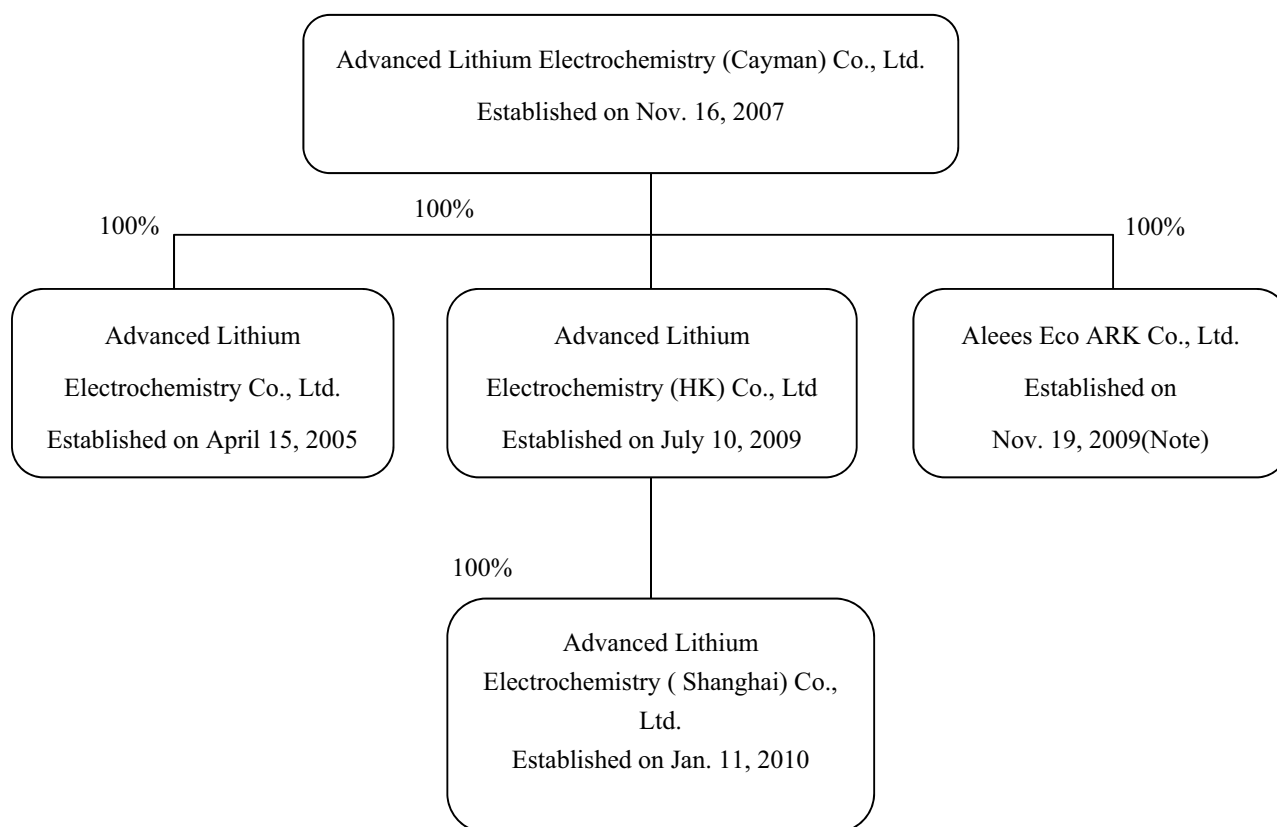 Advanced Lithium Electrochemistry (Cayman) Co., Ltd.
Established on Nov. 16, 2007
100%
100%
100%
Advanced Lithium
Electrochemistry Co., Ltd.
Established on April 15, 2005
Advanced Lithium
Electrochemistry (HK) Co., Ltd
Established on July 10, 2009
Aleees Eco ARK Co., Ltd.
Established on
Nov. 19, 2009(Note)
100%
Advanced Lithium
Electrochemistry ( Shanghai) Co.,
Ltd.
Established on Jan. 11, 2010